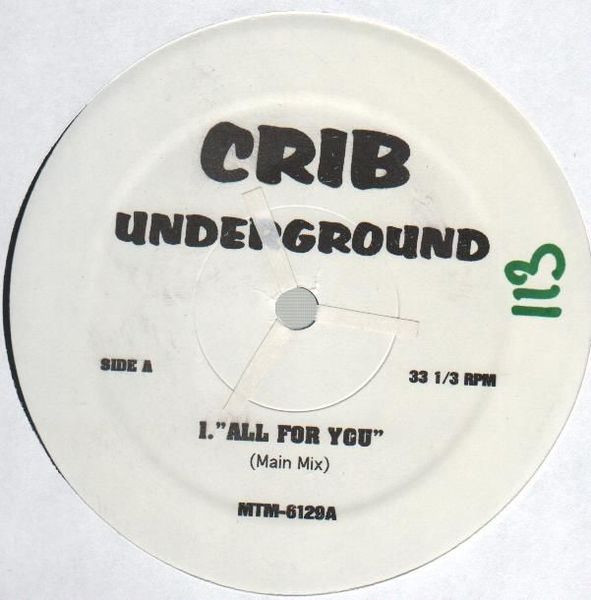 CRIB
UNDERGROUND
113
SIDE A
33 1/3 RPM
1."ALL FOR YOU"
(Main Mix)
MTM-6129A